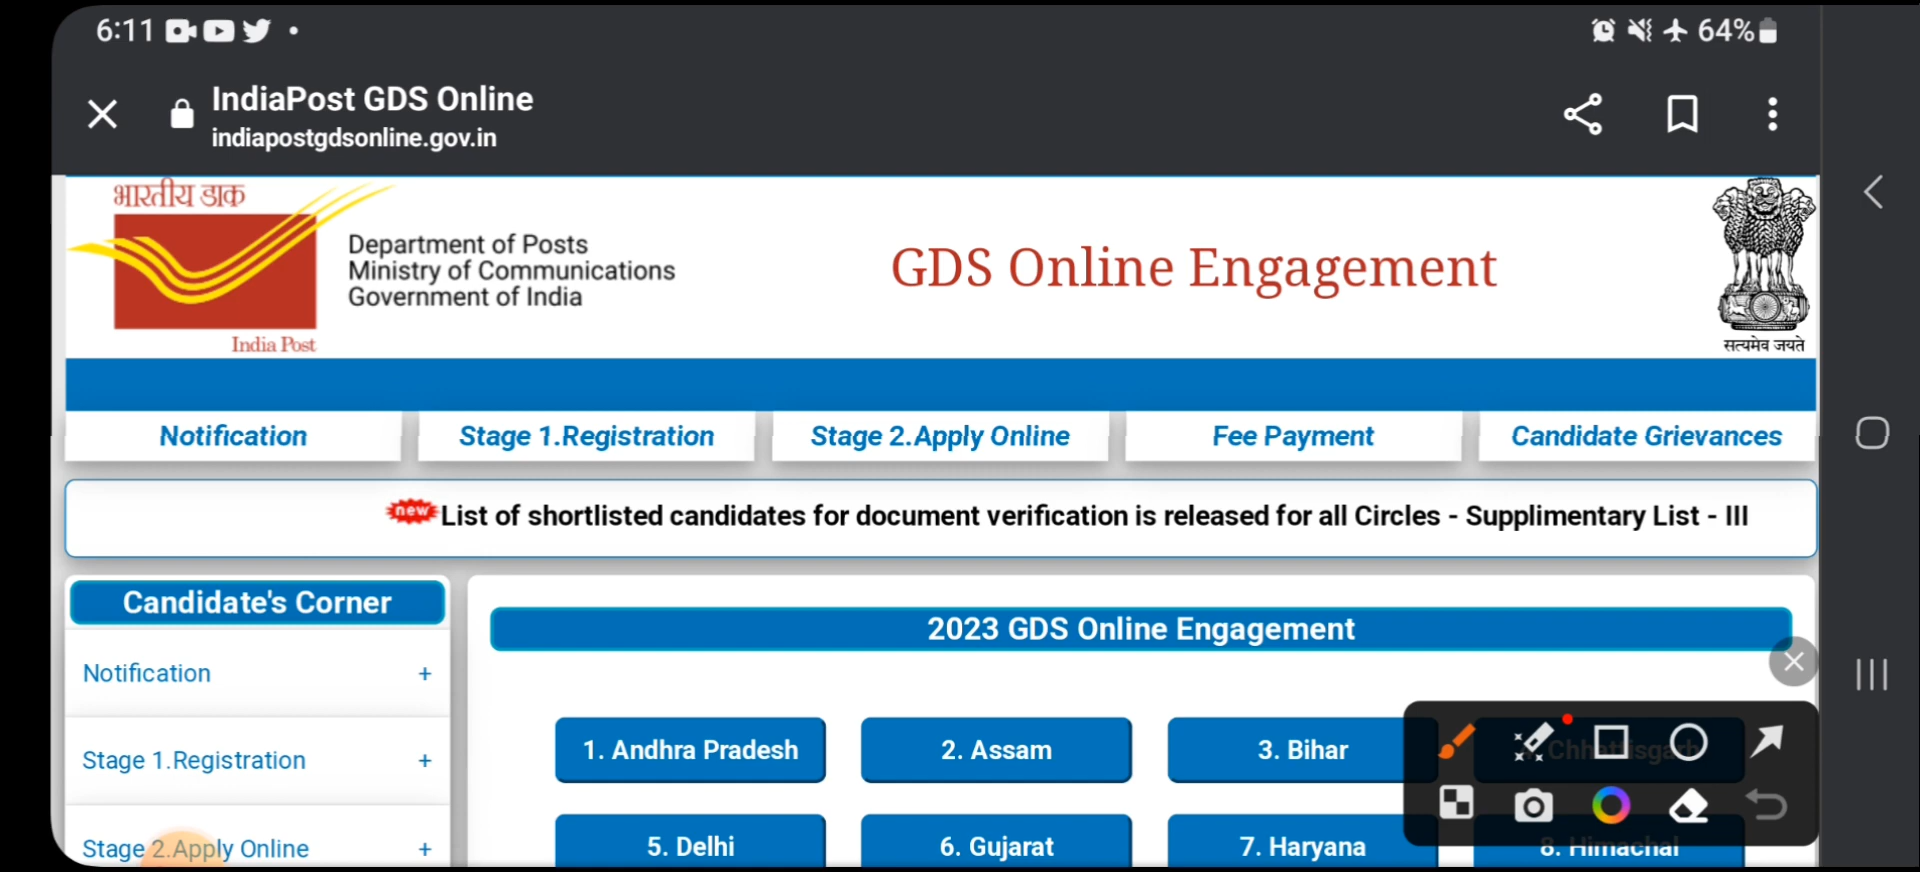 6:11
64%
IndiaPost GDS Online
indiapostgdsonline.gov.in
भारतीय डाक
India Post
Department of Posts
Ministry of Communications
Government of India
GDS Online Engagement
सत्यमेव जयते
Notification
Stage 1.Registration
Stage 2.Apply Online
Fee Payment
Candidate Grievances
new List of shortlisted candidates for document verification is released for all Circles - Supplimentary List - III
Candidate's Corner
Notification +
Stage 1.Registration +
Stage 2.Apply Online +
2023 GDS Online Engagement
1. Andhra Pradesh
2. Assam
3. Bihar
Chhattisgarh
5. Delhi
6. Gujarat
7. Haryana
8. Himachal